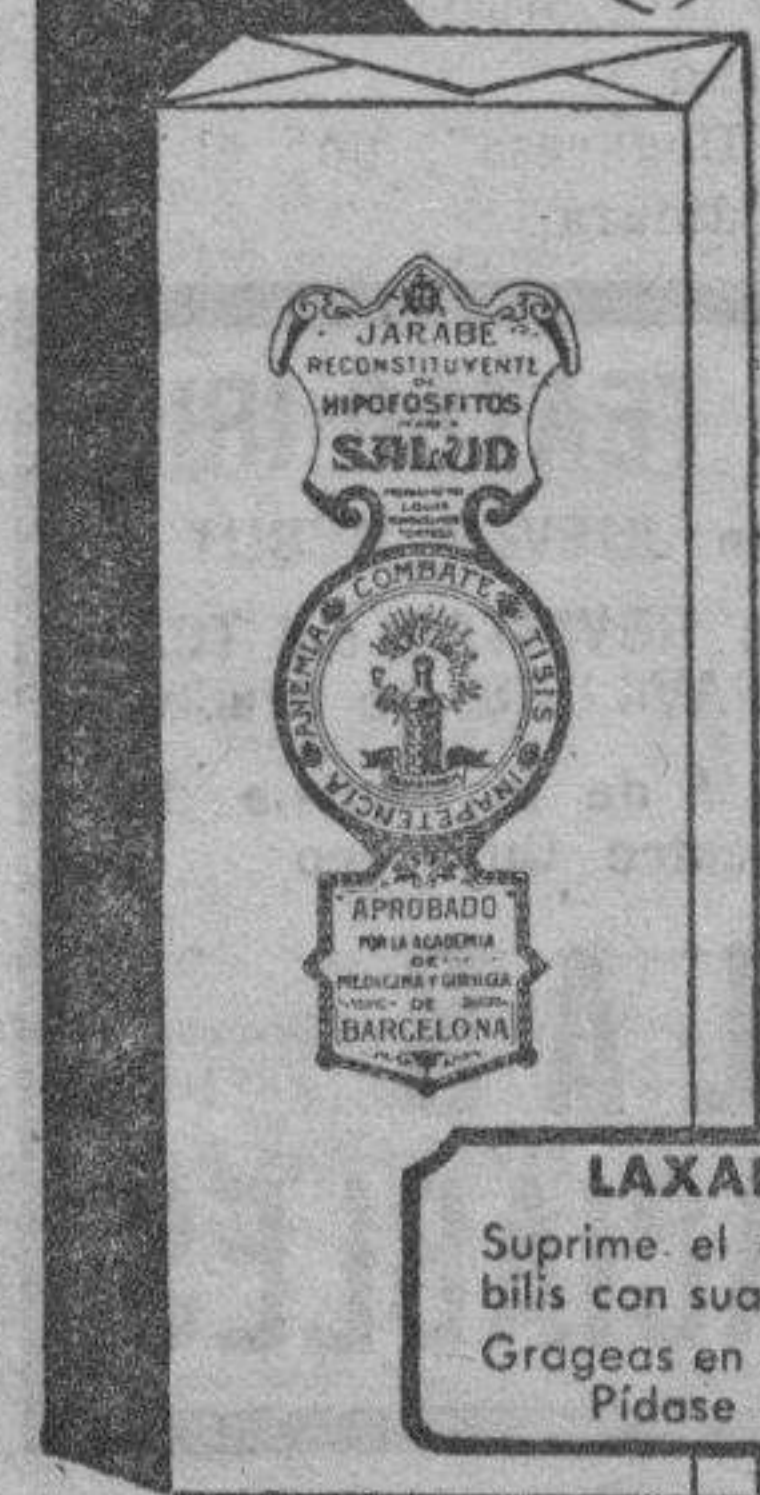 JARABE
RECONSTITUYENTE
DE
HIPOFOSFITOS
SALUD
COMBATE
TISIS
INAPETENCIA
ANEMIA
APROBADO
POR LA ACADEMIA
DE
MEDICINA Y CIRUGIA
DE
BARCELONA
LAXA
Suprime el
bilis con sua
Grageas en
Pídase